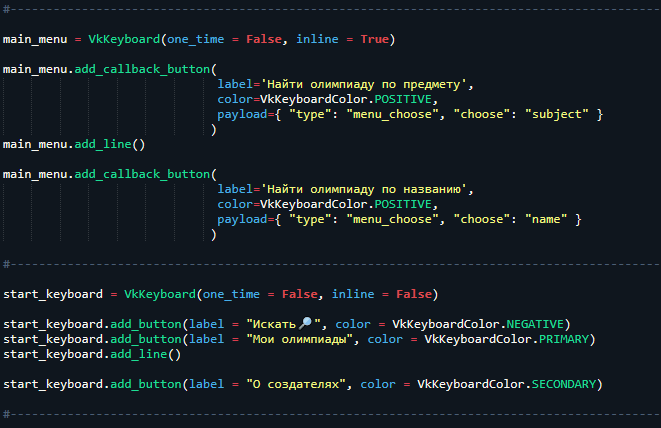 #------------------------------------------------------------------------------------------
main_menu = VkKeyboard(one_time = False, inline = True)
main_menu.add_callback_button(
label='Найти олимпиаду по предмету',
color=VkKeyboardColor.POSITIVE,
payload={ "type": "menu_choose", "choose": "subject" }
)
main_menu.add_line()
main_menu.add_callback_button(
label='Найти олимпиаду по названию',
color=VkKeyboardColor.POSITIVE,
payload={ "type": "menu_choose", "choose": "name" }
)
#------------------------------------------------------------------------------------------
start_keyboard = VkKeyboard(one_time = False, inline = False)
start_keyboard.add_button(label = "Искать🔎", color = VkKeyboardColor.NEGATIVE)
start_keyboard.add_button(label = "Мои олимпиады", color = VkKeyboardColor.PRIMARY)
start_keyboard.add_line()
start_keyboard.add_button(label = "О создателях", color = VkKeyboardColor.SECONDARY)
#------------------------------------------------------------------------------------------